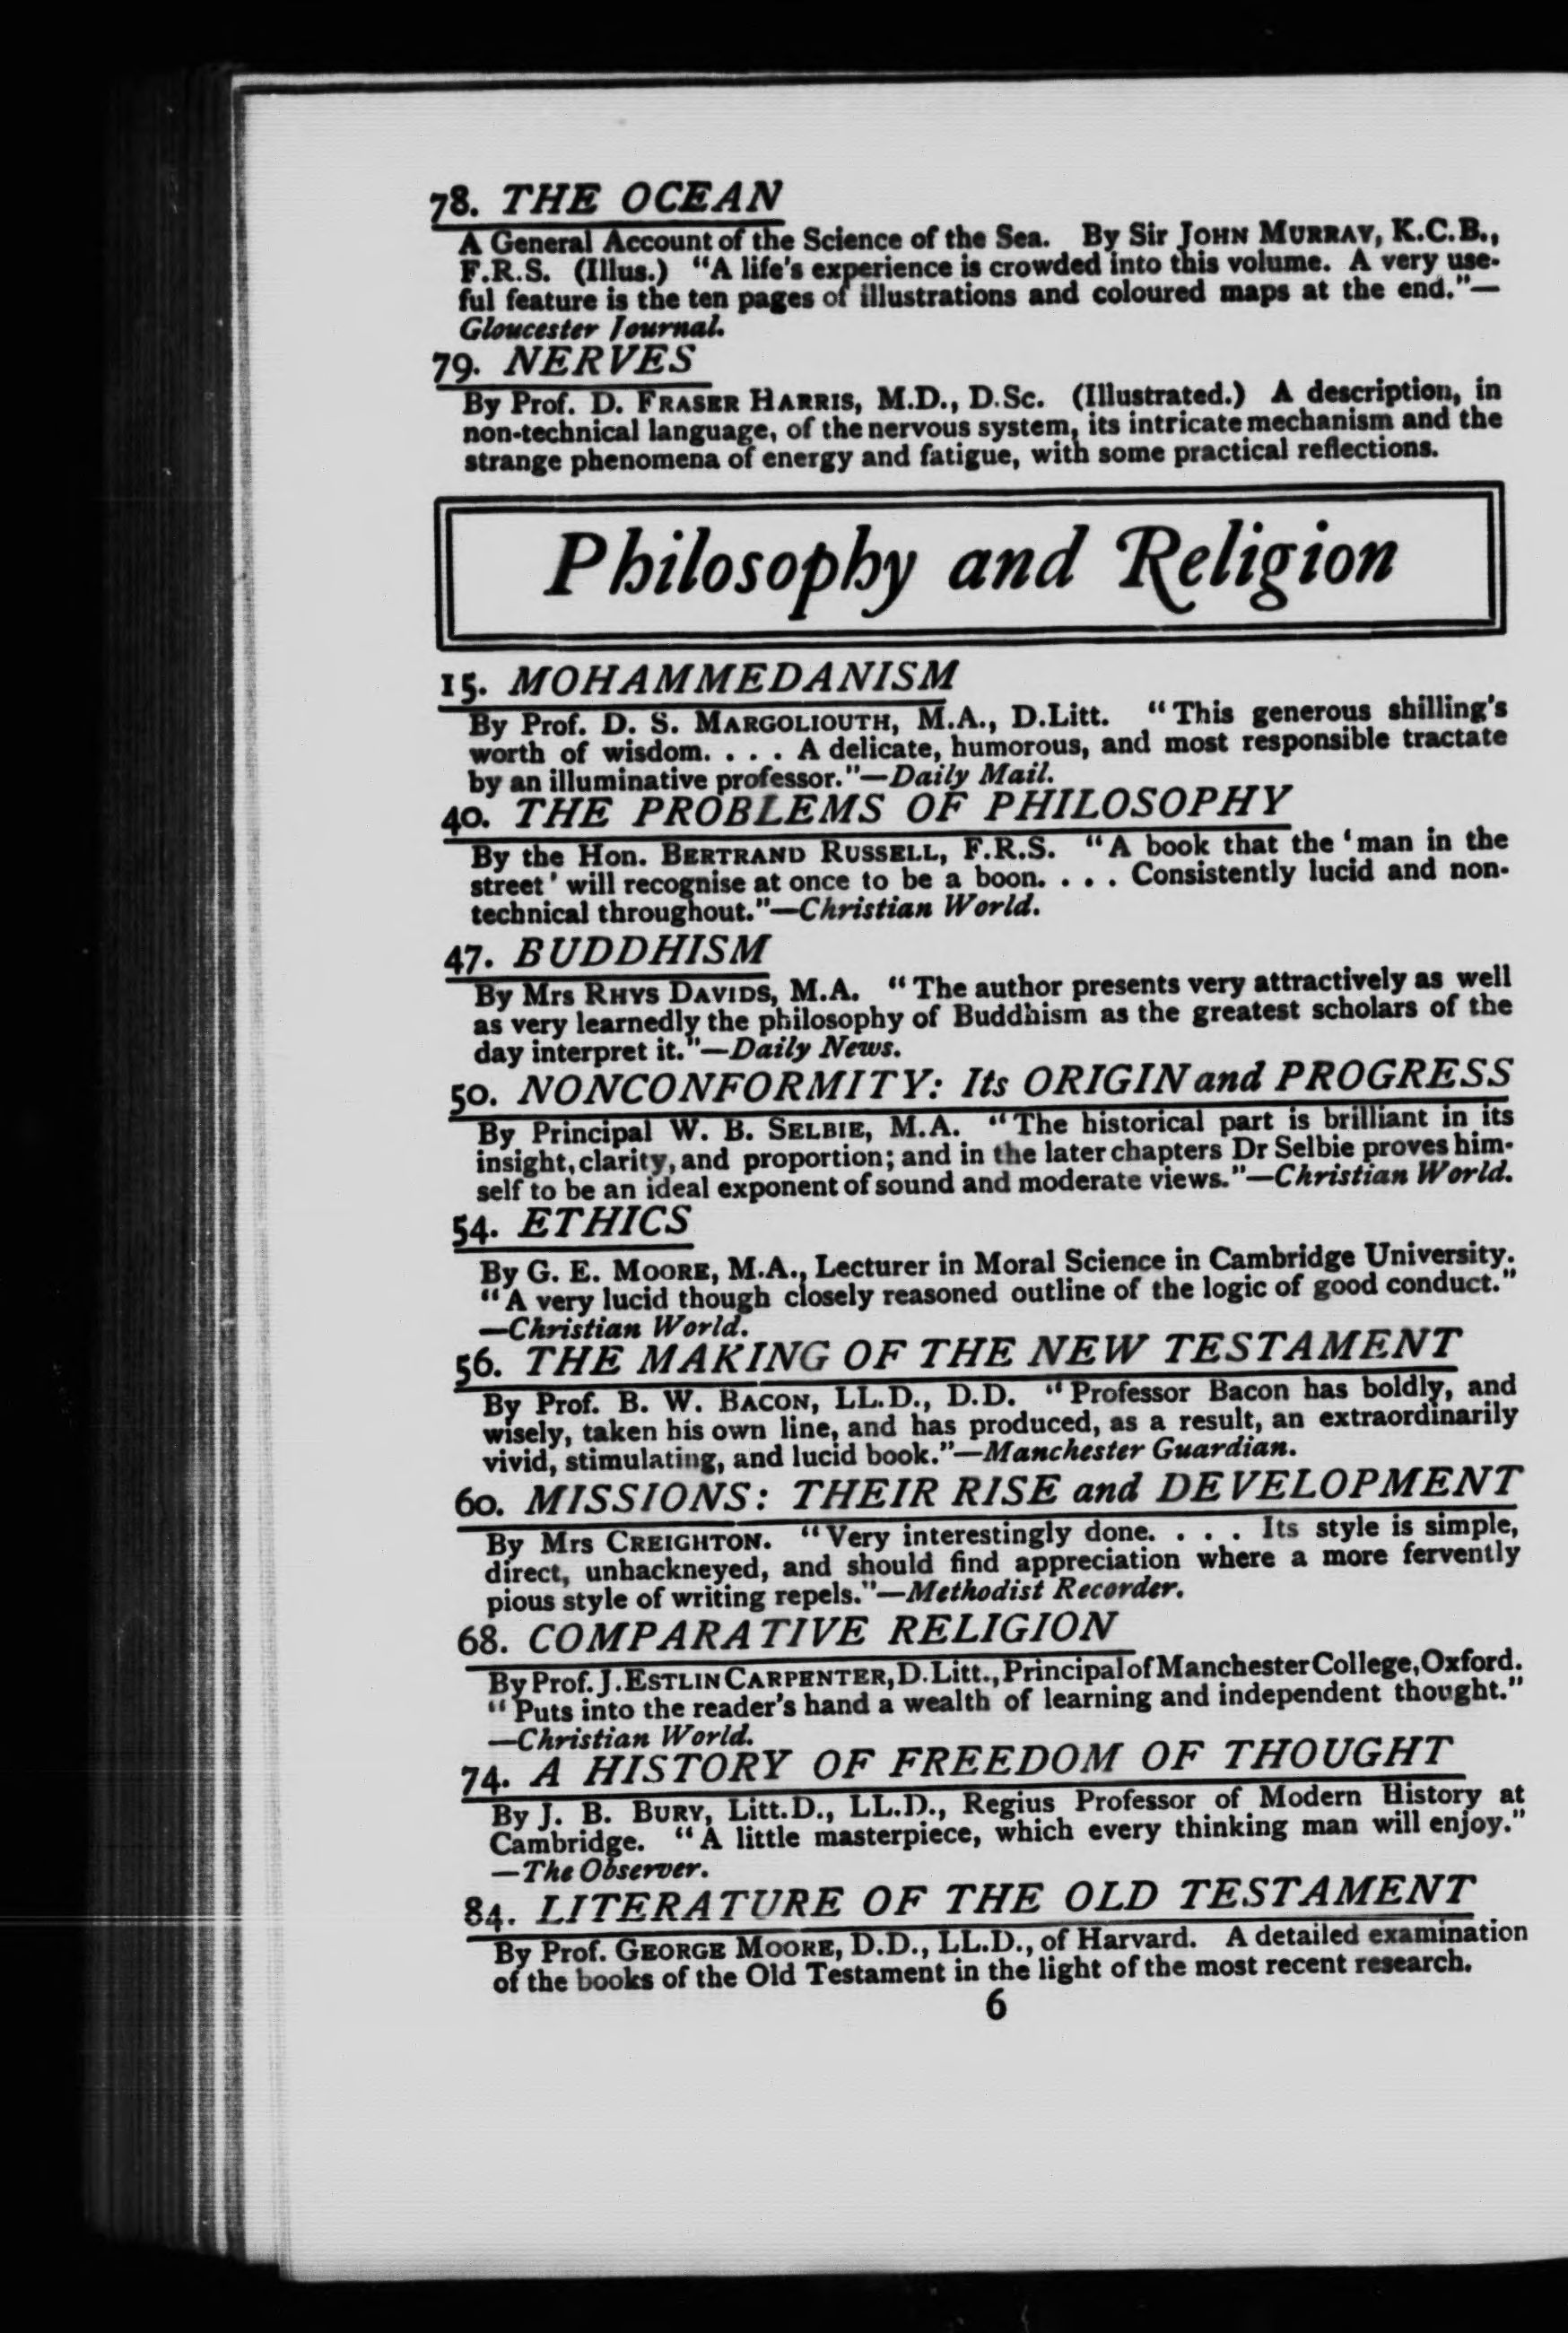 78. THE OCEAN
A General Account of the Science of the Sea. By Sir JOHN MURRAY, K.C.B.,
F.R.S. (Illus.) "A life's experience is crowded into this volume. A very use-
ful feature is the ten pages of illustrations and coloured maps at the end."—
Gloucester Journal.
79. NERVES
By Prof. D. FRASER HARRIS, M.D., D.Sc. (Illustrated.) A description, in
non-technical language, of the nervous system, its intricate mechanism and the
strange phenomena of energy and fatigue, with some practical reflections.
Philosophy and Religion
15. MOHAMMEDANISM
By Prof. D. S. MARGOLIOUTH, M.A., D.Litt. "This generous shilling's
worth of wisdom. . . . A delicate, humorous, and most responsible tractate
by an illuminative professor."—Daily Mail.
40. THE PROBLEMS OF PHILOSOPHY
By the Hon. BERTRAND RUSSELL, F.R.S. "A book that the 'man in the
street' will recognise at once to be a boon. . . . Consistently lucid and non-
technical throughout."—Christian World.
47. BUDDHISM
By Mrs RHYS DAVIDS, M.A. "The author presents very attractively as well
as very learnedly the philosophy of Buddhism as the greatest scholars of the
day interpret it."—Daily News.
50. NONCONFORMITY: Its ORIGIN and PROGRESS
By Principal W. B. SELBIE, M.A. "The historical part is brilliant in its
insight, clarity, and proportion; and in the later chapters Dr Selbie proves him-
self to be an ideal exponent of sound and moderate views."—Christian World.
54. ETHICS
By G. E. MOORE, M.A., Lecturer in Moral Science in Cambridge University.
"A very lucid though closely reasoned outline of the logic of good conduct."
—Christian World.
56. THE MAKING OF THE NEW TESTAMENT
By Prof. B. W. BACON, LL.D., D.D. "Professor Bacon has boldly, and
wisely, taken his own line, and has produced, as a result, an extraordinarily
vivid, stimulating, and lucid book."—Manchester Guardian.
60. MISSIONS: THEIR RISE and DEVELOPMENT
By Mrs CREIGHTON. "Very interestingly done. . . . Its style is simple,
direct, unhackneyed, and should find appreciation where a more fervently
pious style of writing repels."—Methodist Recorder.
68. COMPARATIVE RELIGION
By Prof. J. ESTLIN CARPENTER, D.Litt., Principal of Manchester College, Oxford.
"Puts into the reader's hand a wealth of learning and independent thought."
—Christian World.
74. A HISTORY OF FREEDOM OF THOUGHT
By J. B. BURY, Litt.D., LL.D., Regius Professor of Modern History at
Cambridge. "A little masterpiece, which every thinking man will enjoy."
—The Observer.
84. LITERATURE OF THE OLD TESTAMENT
By Prof. GEORGE MOORE, D.D., LL.D., of Harvard. A detailed examination
of the books of the Old Testament in the light of the most recent research.
6